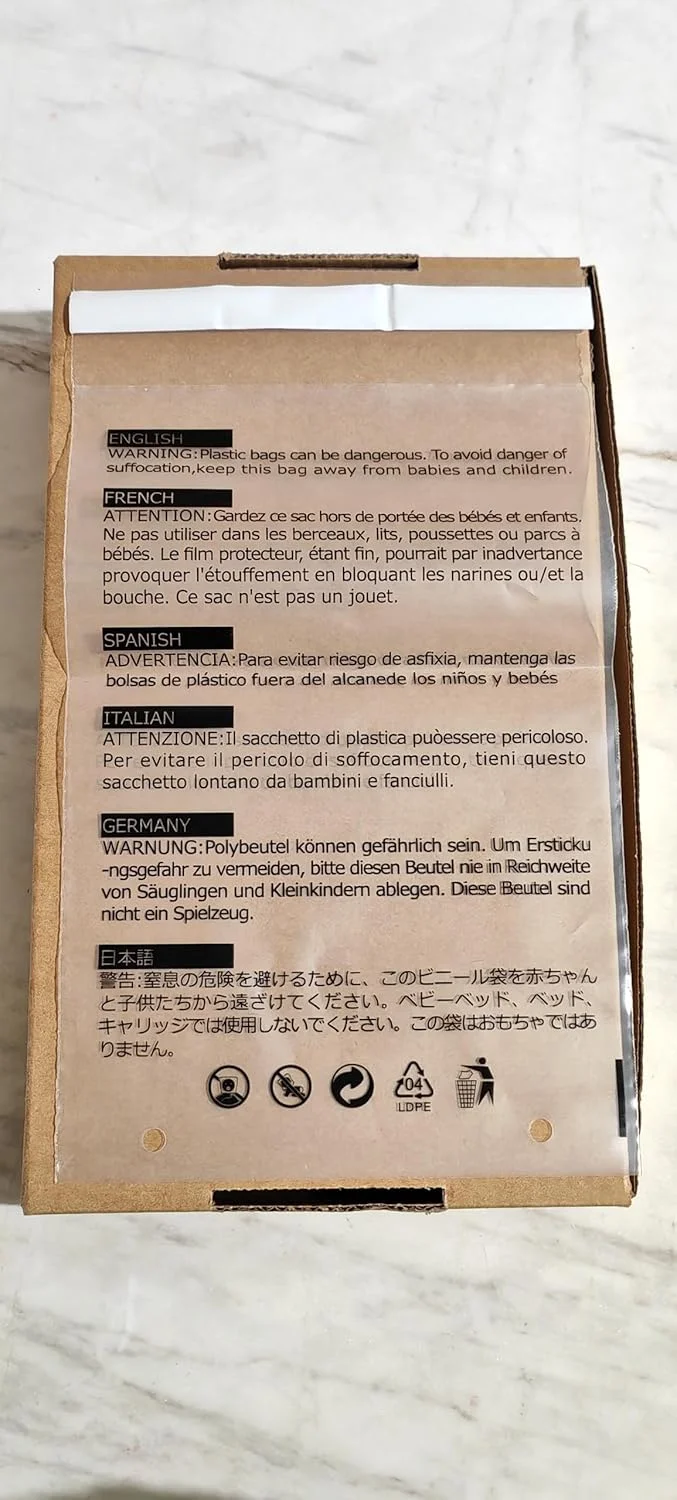 ENGLISH
WARNING:Plastic bags can be dangerous. To avoid danger of
suffocation,keep this bag away from babies and children.
FRENCH
ATTENTION:Gardez ce sac hors de portée des bébés et enfants.
Ne pas utiliser dans les berceaux, lits, poussettes ou parcs à
bébés. Le film protecteur, étant fin, pourrait par inadvertance
provoquer l'étouffement en bloquant les narines ou/et la
bouche. Ce sac n'est pas un jouet.
SPANISH
ADVERTENCIA:Para evitar riesgo de asfixia, mantenga las
bolsas de plástico fuera del alcanede los niños y bebés
ITALIAN
ATTENZIONE:Il sacchetto di plastica puòessere pericoloso.
Per evitare il pericolo di soffocamento, tieni questo
sacchetto lontano da bambini e fanciulli.
GERMANY
WARNUNG:Polybeutel können gefährlich sein. Um Ersticku
-ngsgefahr zu vermeiden, bitte diesen Beutel nie in Reichweite
von Säuglingen und Kleinkindern ablegen. Diese Beutel sind
nicht ein Spielzeug.
日本語
警告:窒息の危険を避けるために、このビニール袋を赤ちゃん
と子供たちから遠ざけてください。ベビーベッド、ベッド、
キャリッジでは使用しないでください。この袋はおもちゃではあ
りません。
04
LDPE